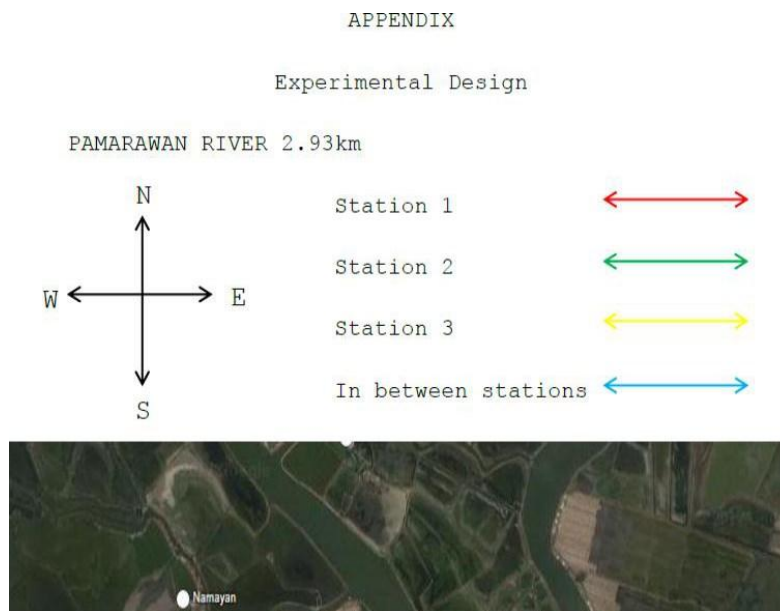 APPENDIX
Experimental Design
PAMARAWAN RIVER 2.93km
N
W
E
S
Station 1
Station 2
Station 3
In between stations
Namayan